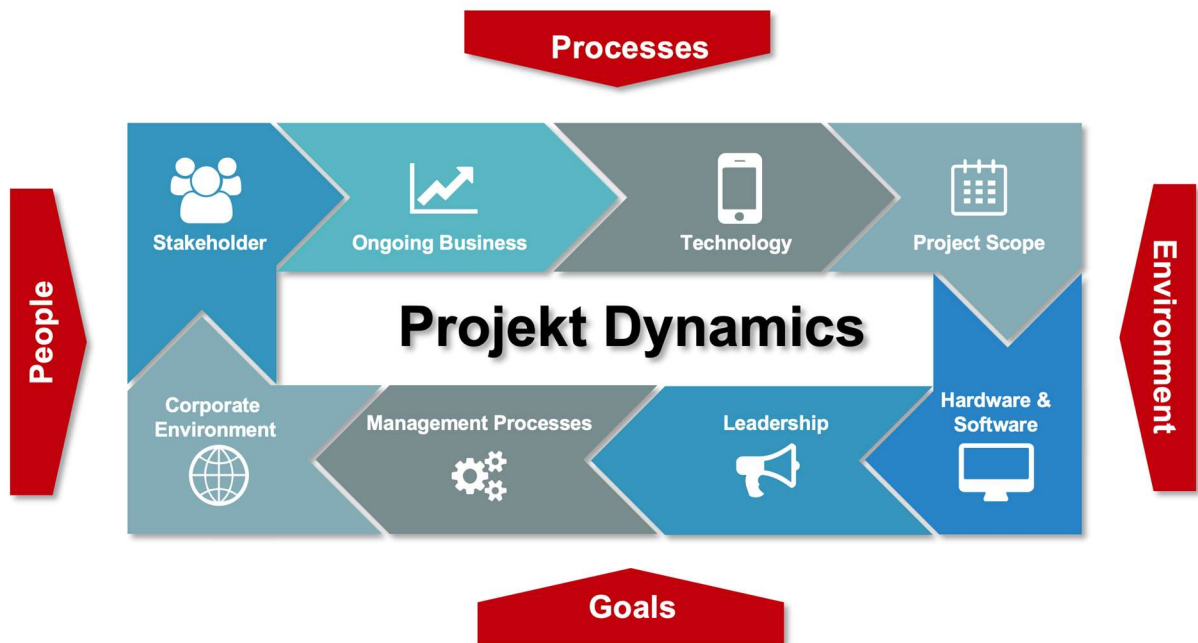 Processes
Stakeholder
Ongoing Business
Technology
Project Scope
People
Projekt Dynamics
Environment
Corporate
Environment
Management Processes
Leadership
Hardware &
Software
Goals